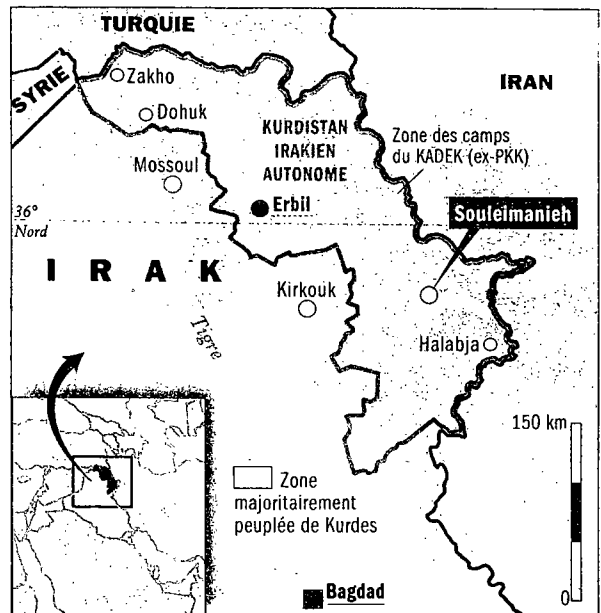 TURQUIE
SYRIE
Zakho
IRAN
Dohuk
KURDISTAN
IRAKIEN
AUTONOME
Zone des camps
du KADEK (ex-PKK)
Mossoul
Erbil
36°
Nord
Souleimanieh
IRAK
Kirkouk
Tigre
Halabja
150 km
Zone
majoritairement
peuplée de Kurdes
0
Bagdad